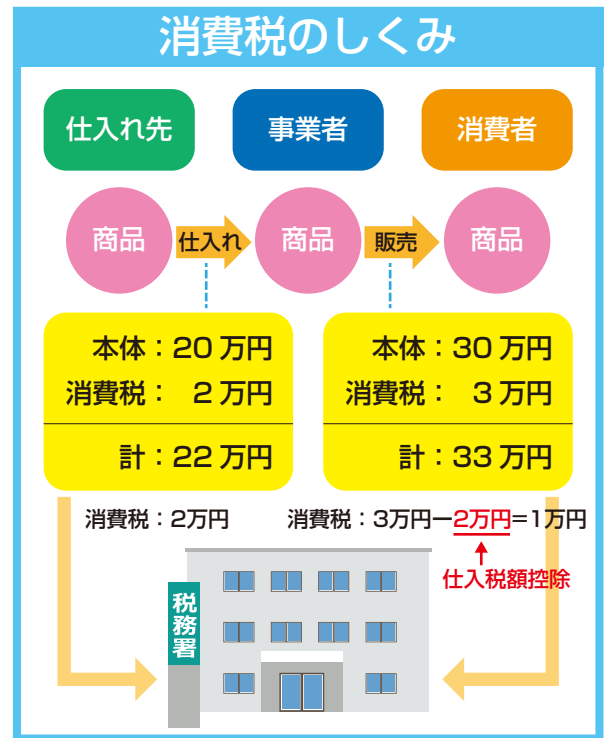 消費税のしくみ
仕入れ先 事業者 消費者
商品 仕入れ 商品 販売 商品
本体：20万円
消費税： 2万円
計：22万円
本体：30万円
消費税： 3万円
計：33万円
消費税：2万円
消費税：3万円ー2万円=1万円
仕入税額控除
税務署